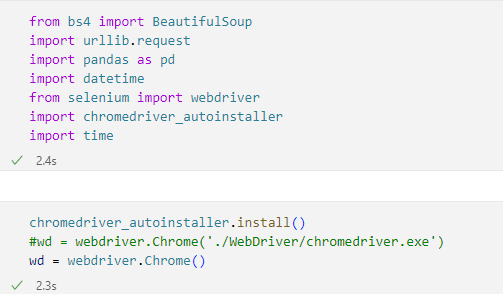 from bs4 import BeautifulSoup
import urllib.request
import pandas as pd
import datetime
from selenium import webdriver
import chromedriver_autoinstaller
import time
✓ 2.4s
chromedriver_autoinstaller.install()
#wd = webdriver.Chrome('./WebDriver/chromedriver.exe')
wd = webdriver.Chrome()
✓ 2.3s